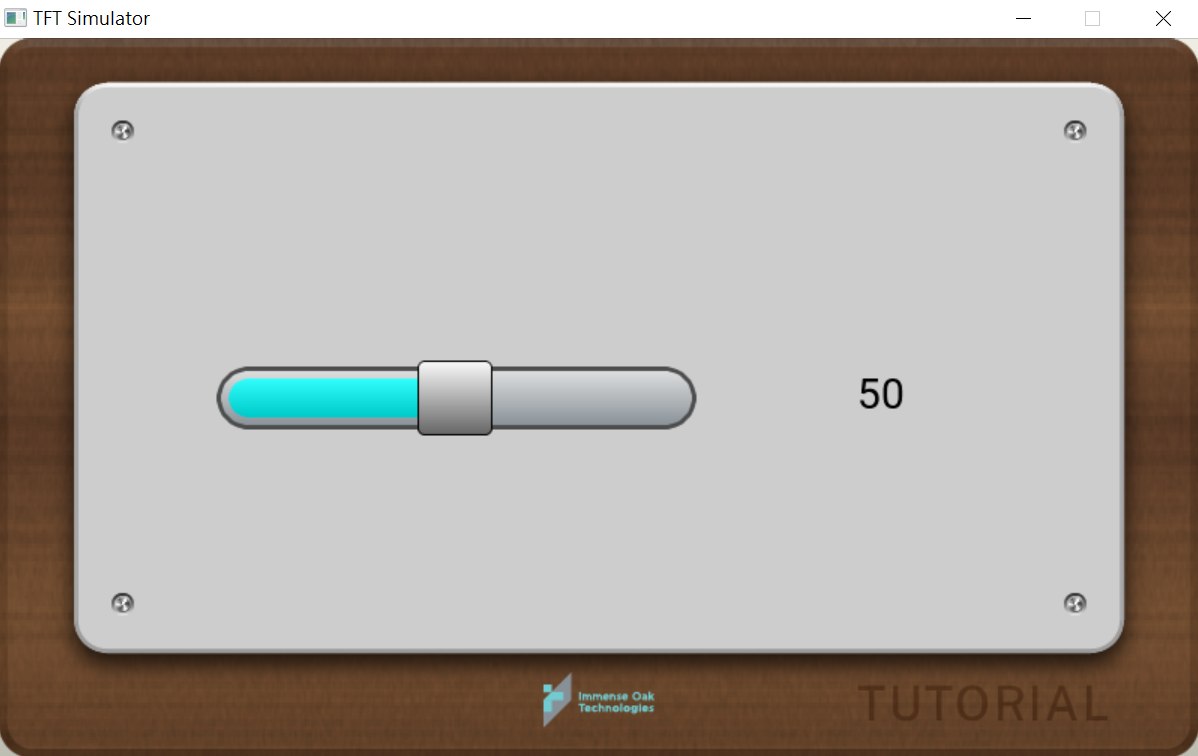 TFT Simulator
50
Immense Oak
Technologies
TUTORIAL